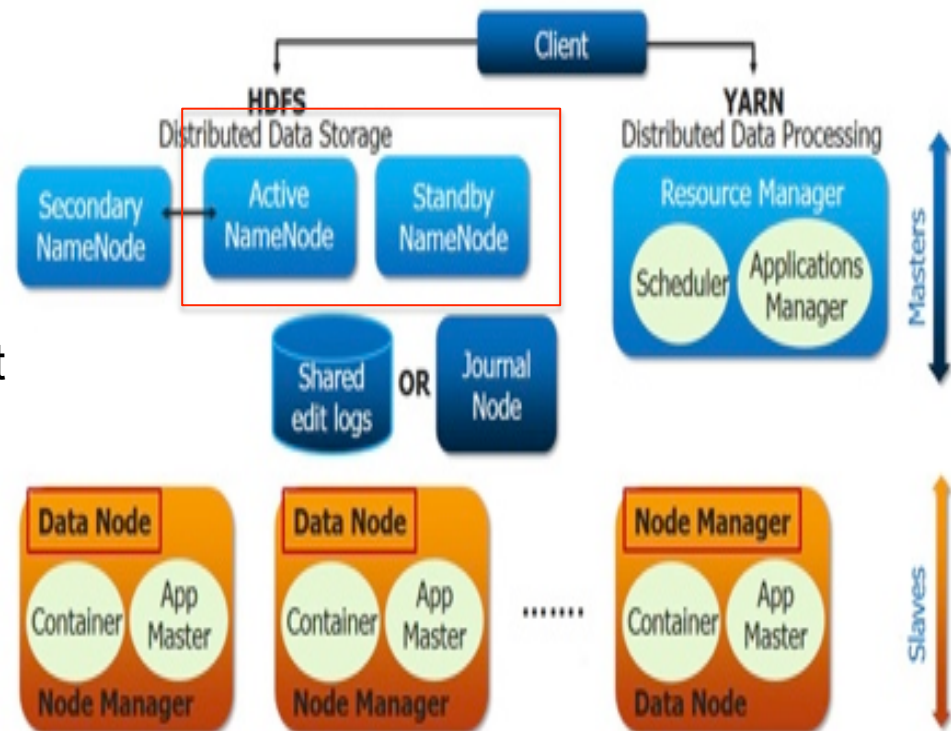 Client
HDFS
Distributed Data Storage
YARN
Distributed Data Processing
Secondary
NameNode
Active
NameNode
Standby
NameNode
Resource Manager
Scheduler
Applications
Manager
Masters
t
Shared
edit logs
OR
Journal
Node
Data Node
Container
App
Master
Node Manager
Data Node
Container
App
Master
Node Manager
.......
Node Manager
Container
App
Master
Data Node
Slaves